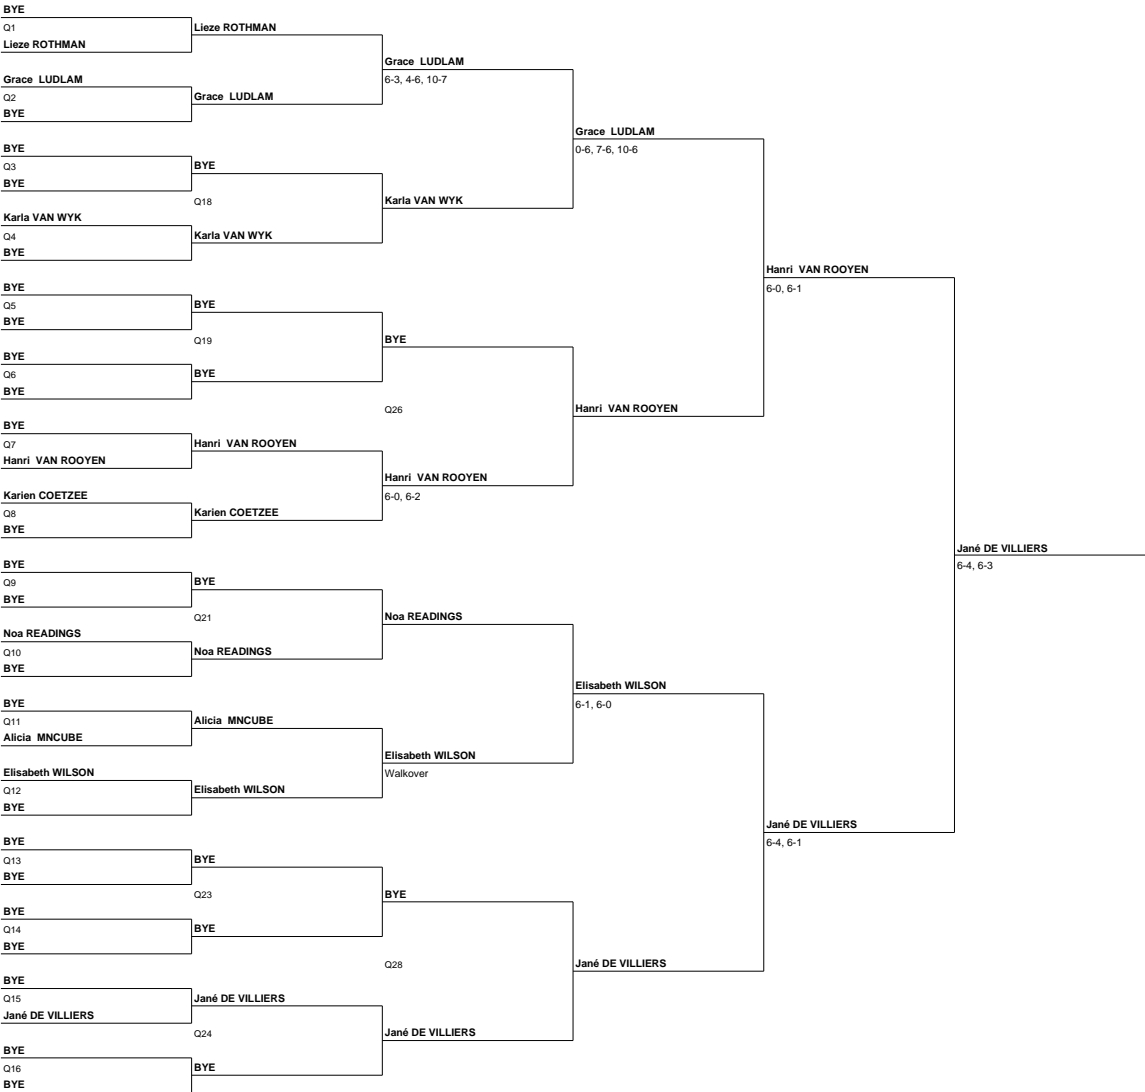 BYE
Q1
Lieze ROTHMAN
Grace LUDLAM
Q2
BYE
BYE
Q3
BYE
Karla VAN WYK
Q4
BYE
BYE
Q5
BYE
BYE
Q6
BYE
BYE
Q7
Hanri VAN ROOYEN
Karien COETZEE
Q8
BYE
BYE
Q9
BYE
Noa READINGS
Q10
BYE
BYE
Q11
Alicia MNCUBE
Elisabeth WILSON
Q12
BYE
BYE
Q13
BYE
BYE
Q14
BYE
BYE
Q15
Jané DE VILLIERS
BYE
Q16
BYE
Lieze ROTHMAN
Grace LUDLAM
BYE
Q18
Karla VAN WYK
BYE
Q19
BYE
Hanri VAN ROOYEN
Karien COETZEE
BYE
Q21
Noa READINGS
Alicia MNCUBE
Elisabeth WILSON
BYE
Q23
BYE
Jané DE VILLIERS
Q24
BYE
Grace LUDLAM
6-3, 4-6, 10-7
Karla VAN WYK
BYE
Q26
Hanri VAN ROOYEN
6-0, 6-2
Noa READINGS
Elisabeth WILSON
Walkover
BYE
Q28
Jané DE VILLIERS
Grace LUDLAM
0-6, 7-6, 10-6
Hanri VAN ROOYEN
Elisabeth WILSON
6-1, 6-0
Jané DE VILLIERS
Hanri VAN ROOYEN
6-0, 6-1
Jané DE VILLIERS
6-4, 6-1
Jané DE VILLIERS
6-4, 6-3